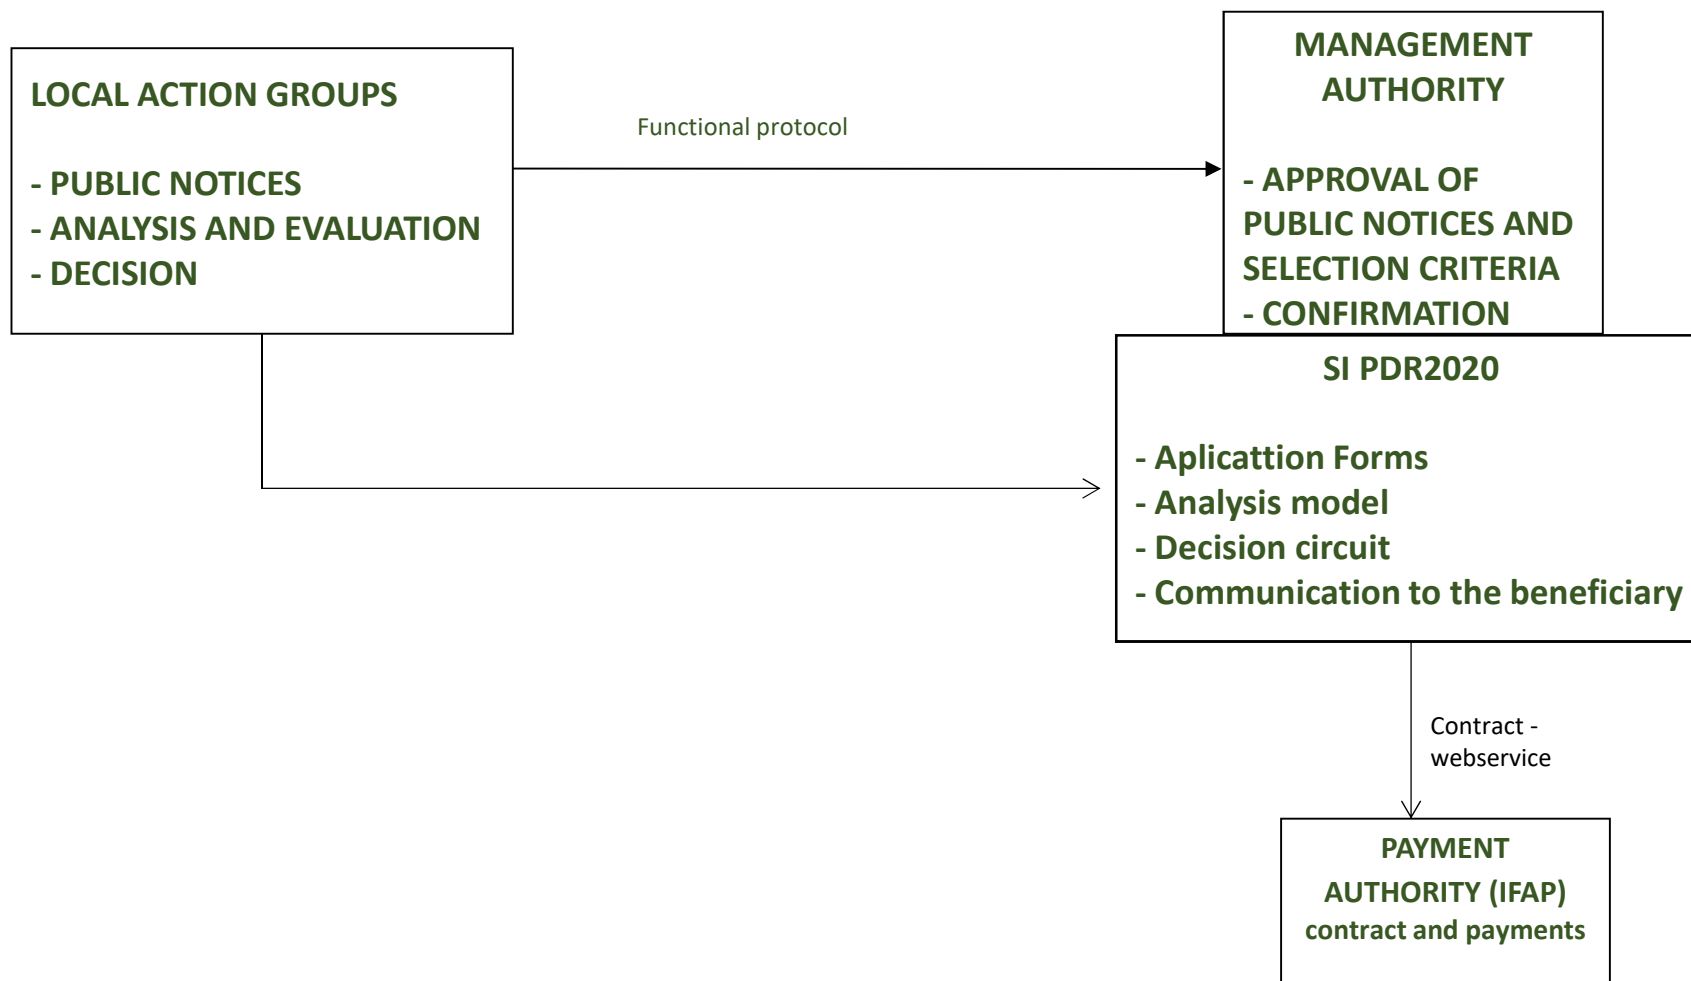 LOCAL ACTION GROUPS
- PUBLIC NOTICES
- ANALYSIS AND EVALUATION
- DECISION
Functional protocol
MANAGEMENT
AUTHORITY
- APPROVAL OF
PUBLIC NOTICES AND
SELECTION CRITERIA
- CONFIRMATION
SI PDR2020
- Aplicattion Forms
- Analysis model
- Decision circuit
- Communication to the beneficiary
Contract -
webservice
PAYMENT
AUTHORITY (IFAP)
contract and payments